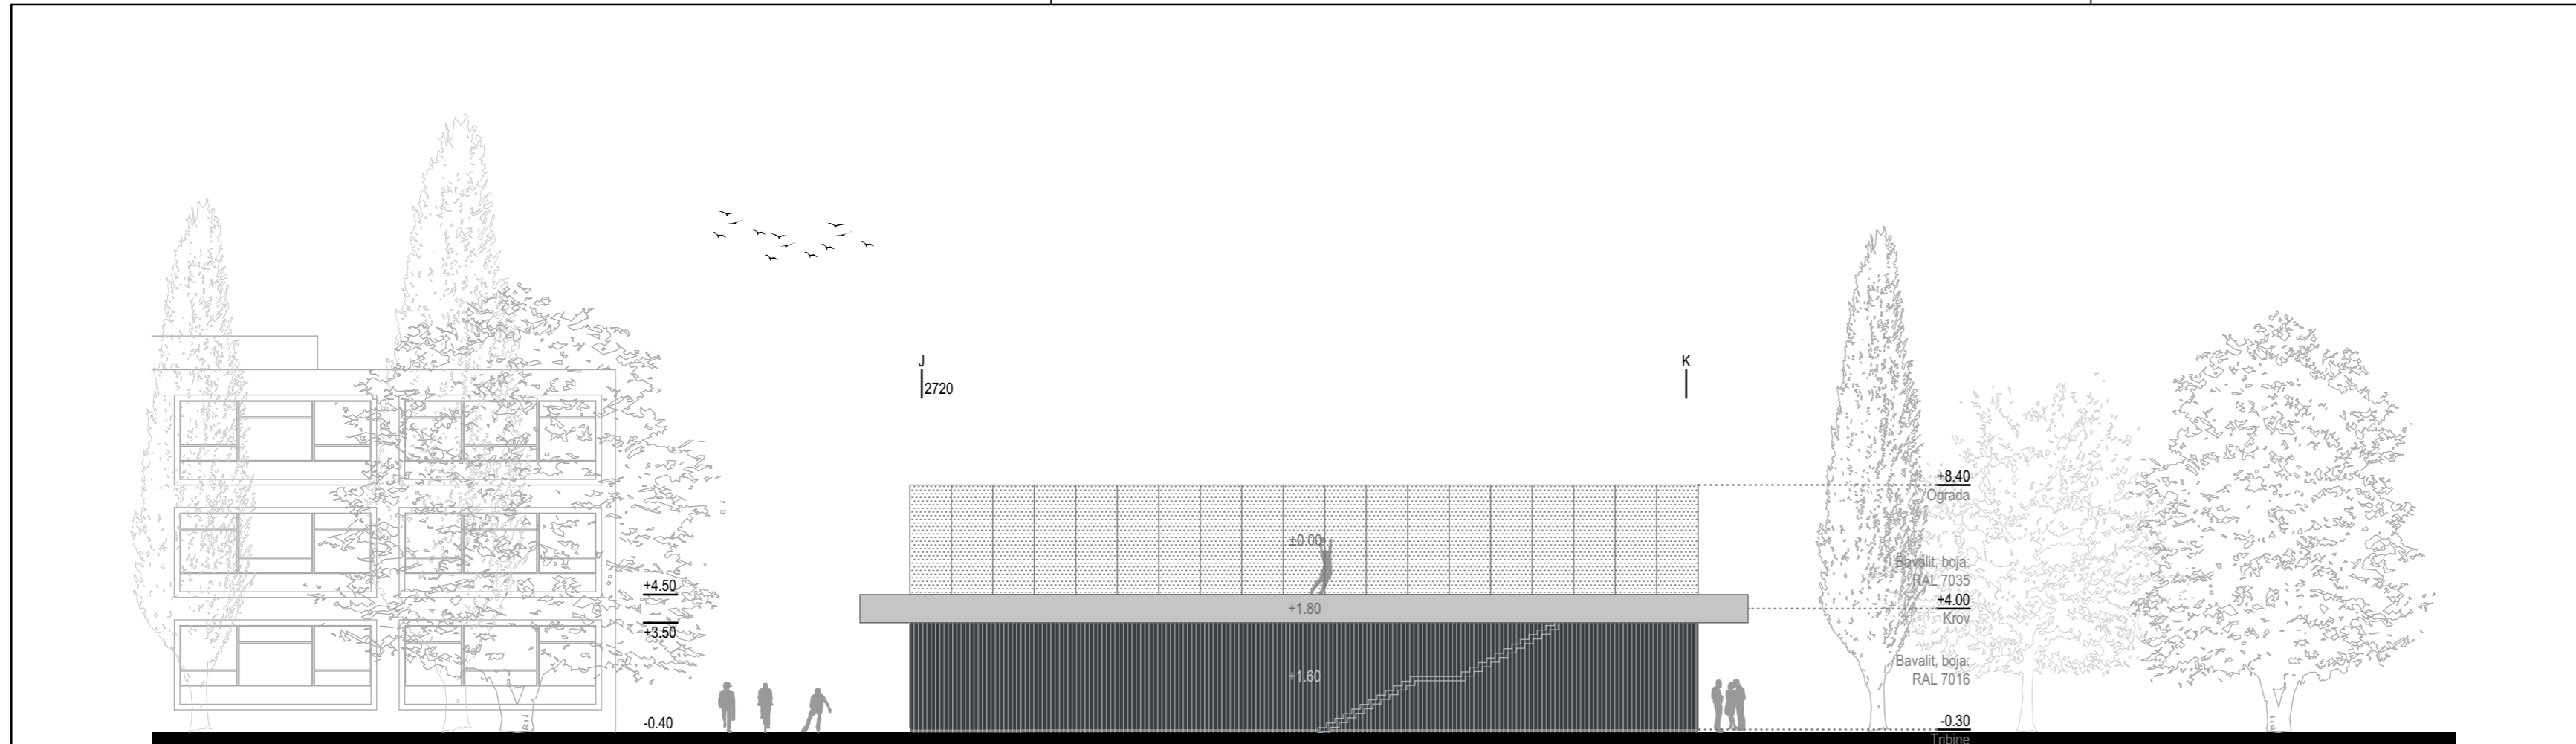 J
K
2720
+8.40
Ograda
±0.00
Bavalit, boja:
RAL 7035
+4.50
+4.00
+1.80
Krov
+3.50
Bavalit, boja:
RAL 7016
+1.60
-0.40
-0.30
Tribine